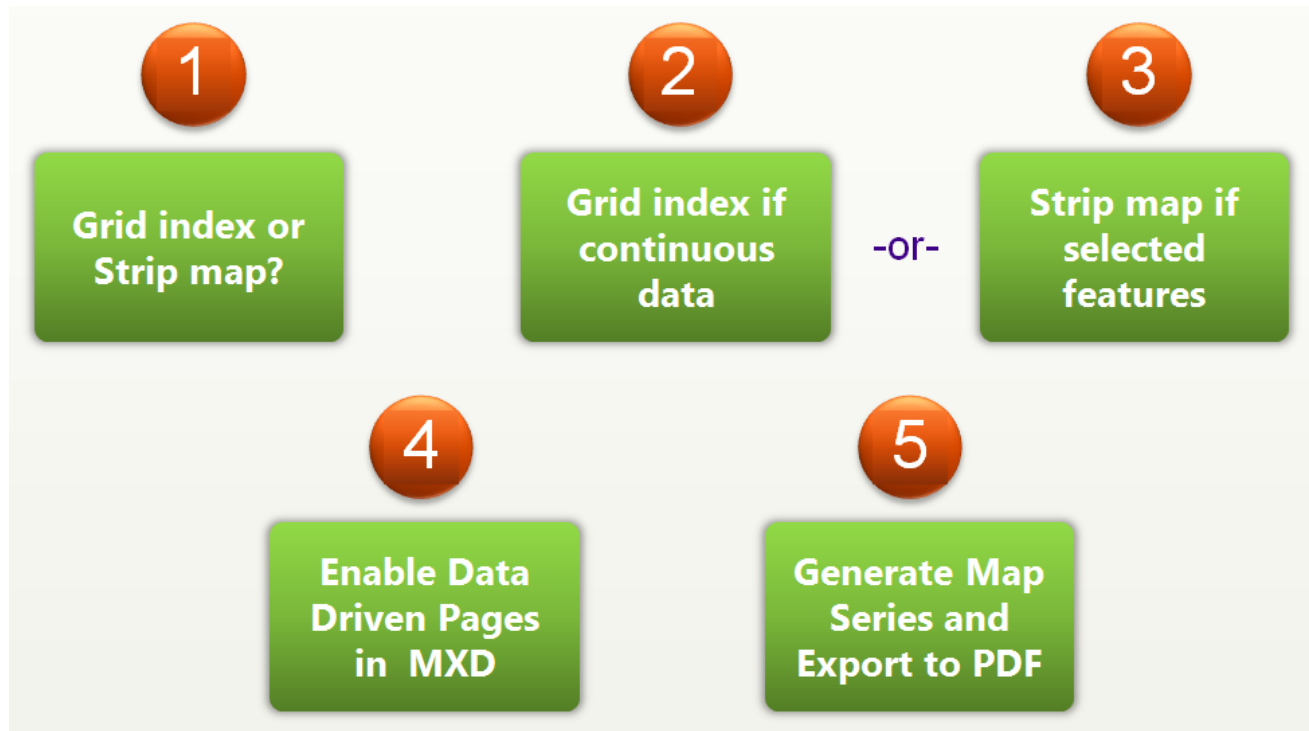 1
2
3
Grid index or
Strip map?
Grid index if
continuous
data
-or-
Strip map if
selected
features
4
5
Enable Data
Driven Pages
in  MXD
Generate Map
Series and
Export to PDF